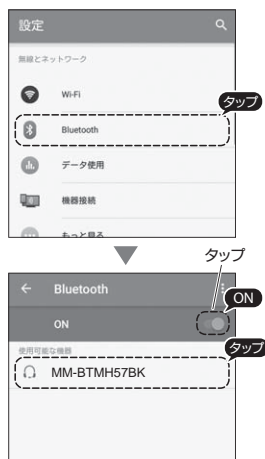 設定
無線とネットワーク
Wi-Fi
タップ
Bluetooth
データ使用
機器接続
もっと見る
タップ
Bluetooth
ON
ON
使用可能な機器
タップ
MM-BTMH57BK